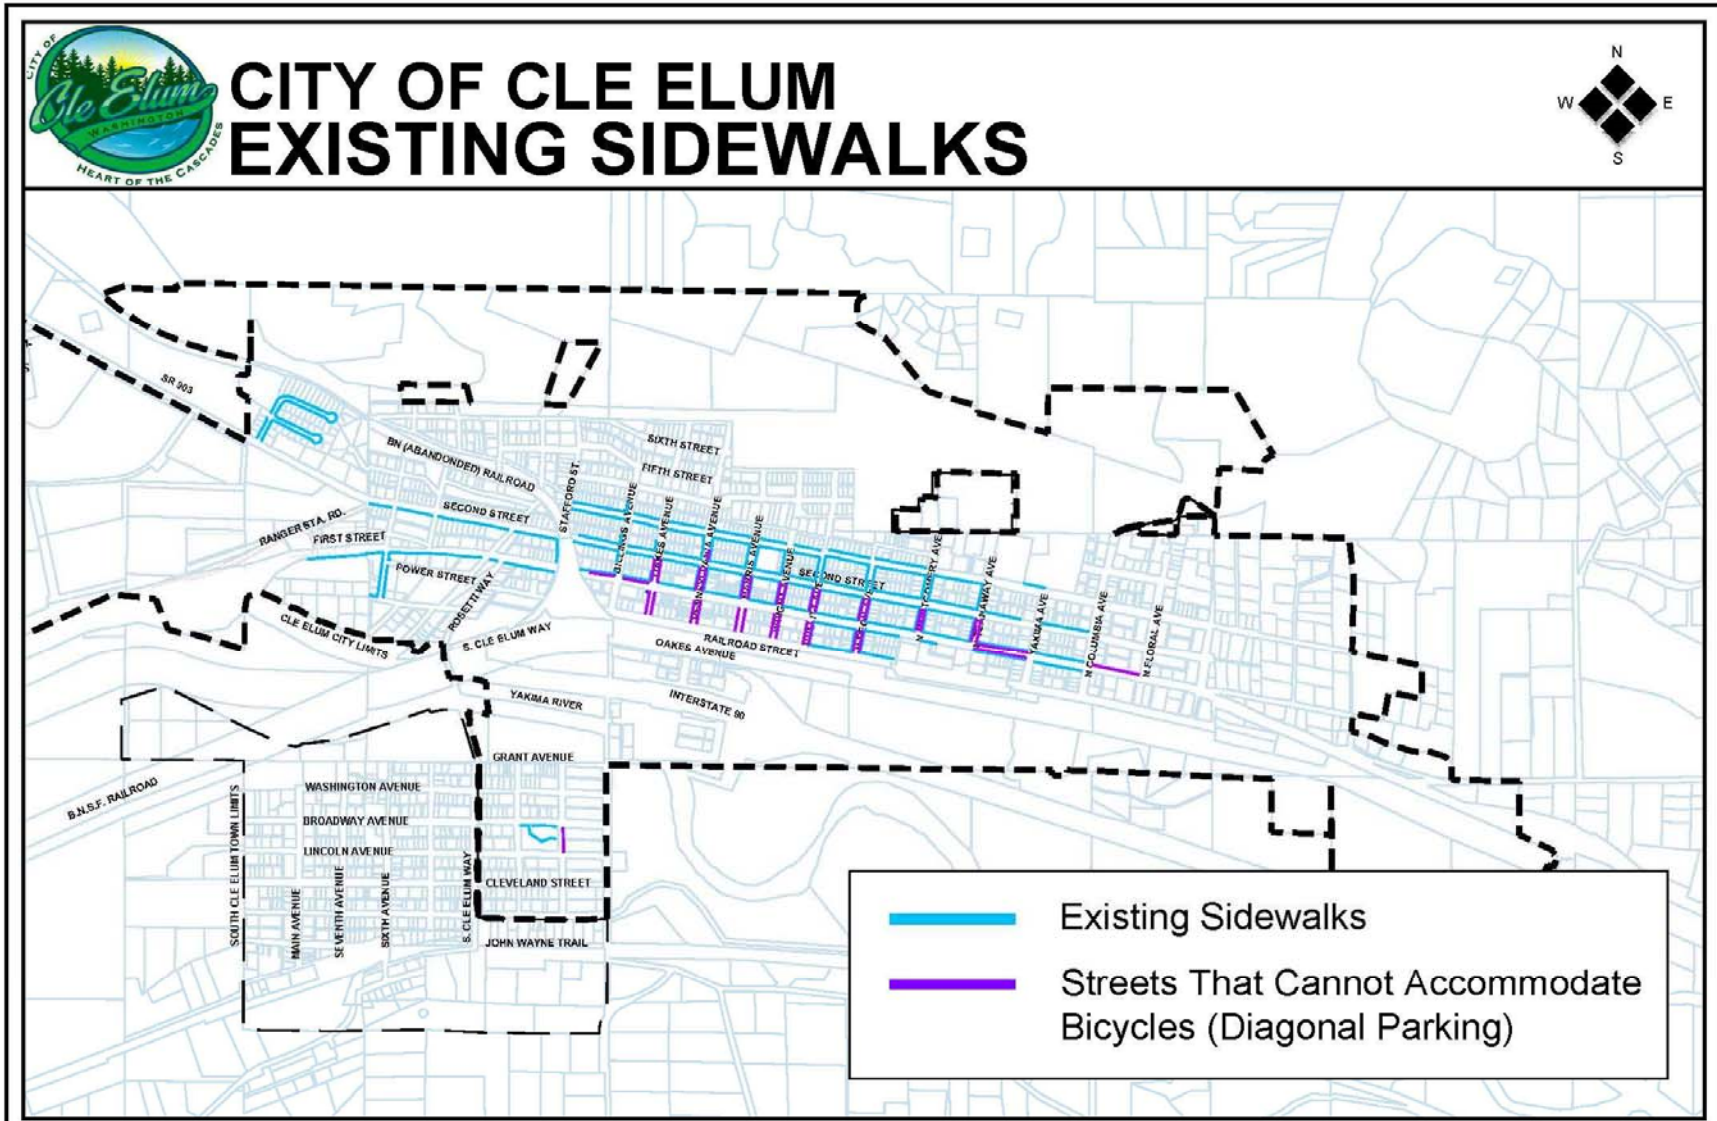 CITY OF
Cle Elum
WASHINGTON
HEART OF THE CASCADES
CITY OF CLE ELUM
EXISTING SIDEWALKS
N
W
E
S
SR 903
BN (ABANDONDED) RAILROAD
SIXTH STREET
FIFTH STREET
STAFFORD ST.
SECOND STREET
RANGER STA. RD.
FIRST STREET
POWER STREET
ROSETTI WAY
BILLINGS AVENUE
AVENUE
SECOND STREET
YAKIMA AVE
N COLUMBIA AVE
N FLORAL AVE
CLE ELUM CITY LIMITS
S. CLE ELUM WAY
RAILROAD STREET
OAKES AVENUE
YAKIMA RIVER
INTERSTATE 90
GRANT AVENUE
WASHINGTON AVENUE
B.N.S.F. RAILROAD
BROADWAY AVENUE
LINCOLN AVENUE
SOUTH CLE ELUM TOWN LIMITS
MAIN AVENUE
SEVENTH AVENUE
SIXTH AVENUE
S. CLE ELUM WAY
CLEVELAND STREET
JOHN WAYNE TRAIL
Existing Sidewalks
Streets That Cannot Accommodate
Bicycles (Diagonal Parking)